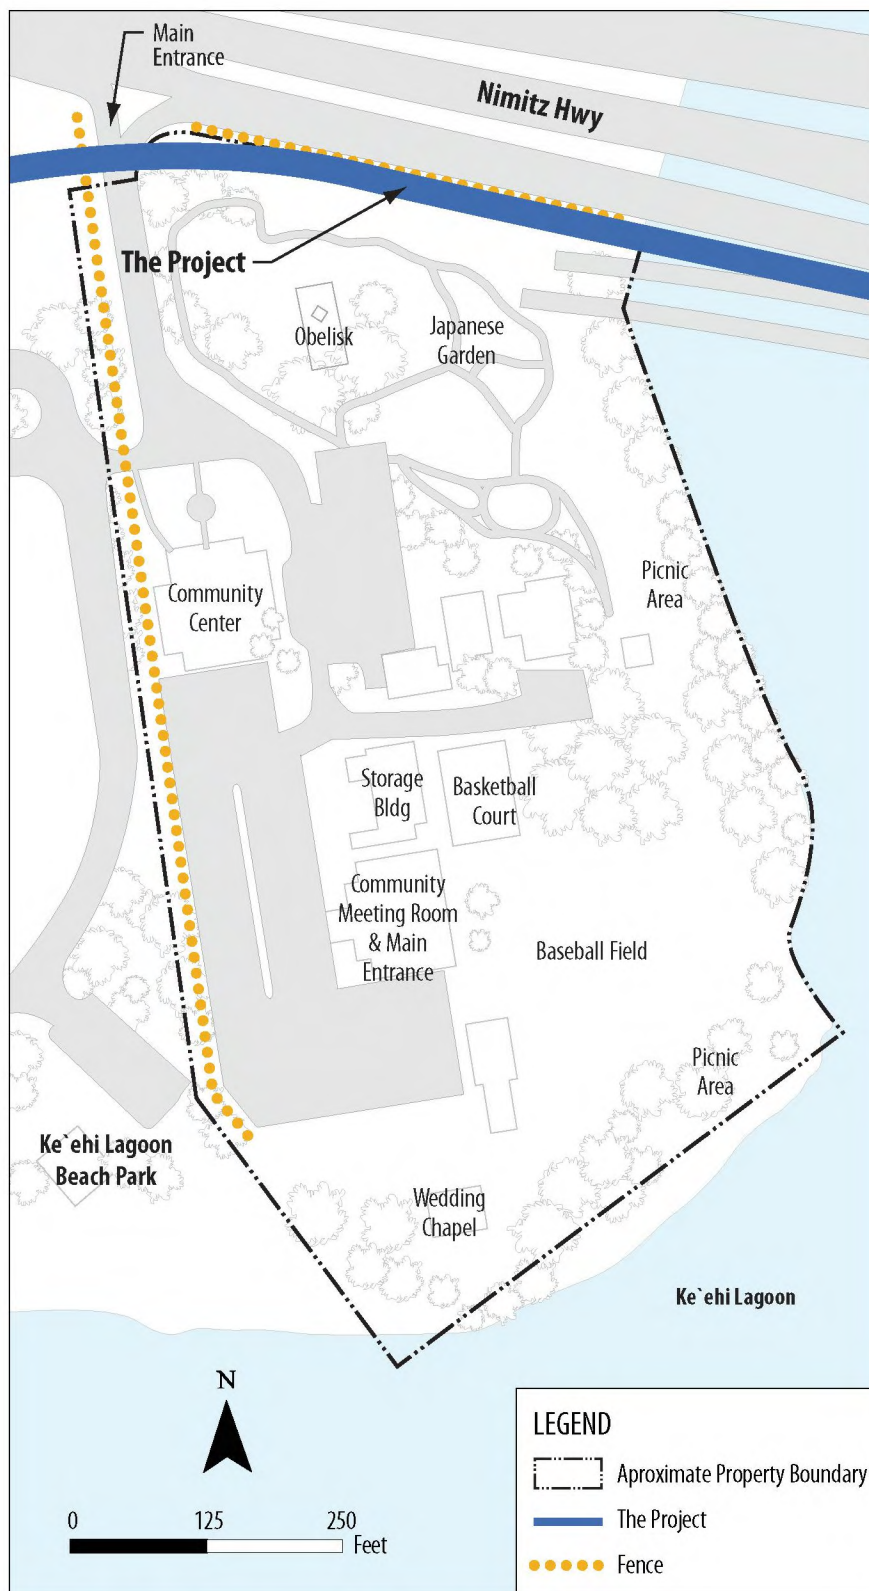 Main
Entrance
Nimitz Hwy
The Project
Obelisk
Japanese
Garden
Picnic
Area
Community
Center
Storage
Bldg
Basketball
Court
Community
Meeting Room
& Main
Entrance
Baseball Field
Picnic
Area
Ke`ehi Lagoon
Beach Park
Wedding
Chapel
Ke`ehi Lagoon
N
0 125 250
Feet
LEGEND
Aproximate Property Boundary
The Project
Fence